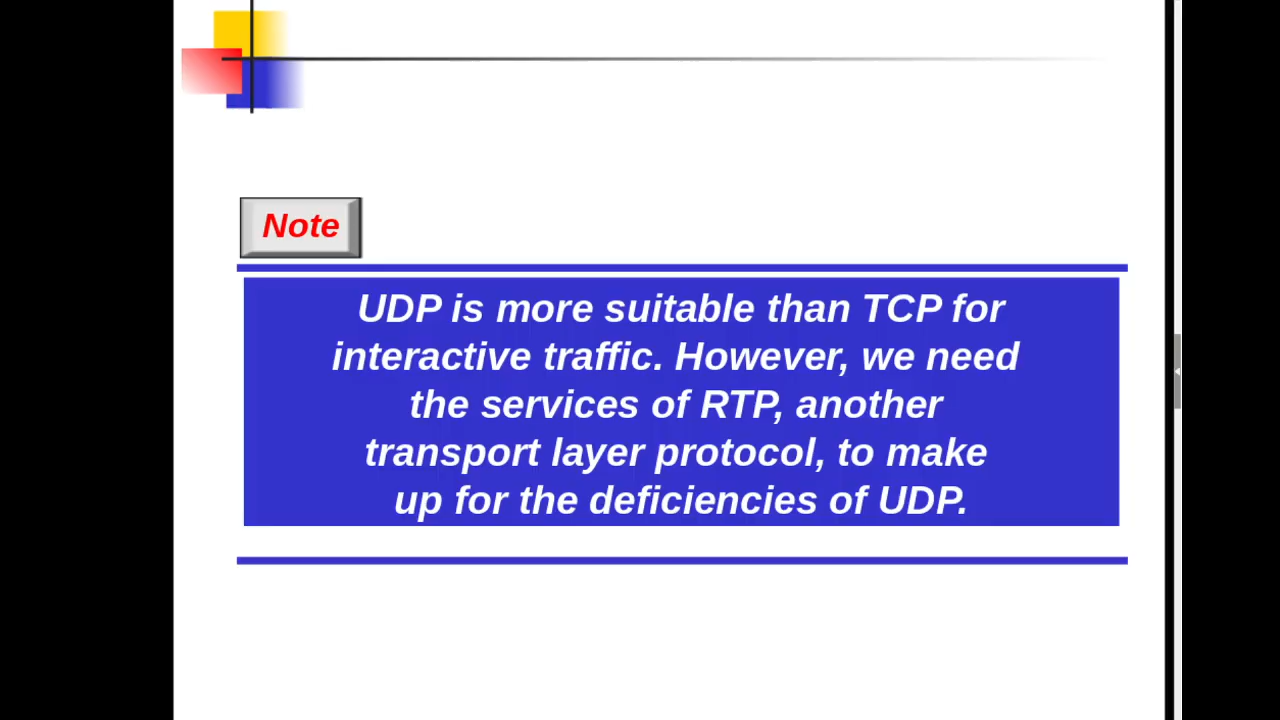 Note
UDP is more suitable than TCP for
interactive traffic. However, we need
the services of RTP, another
transport layer protocol, to make
up for the deficiencies of UDP.